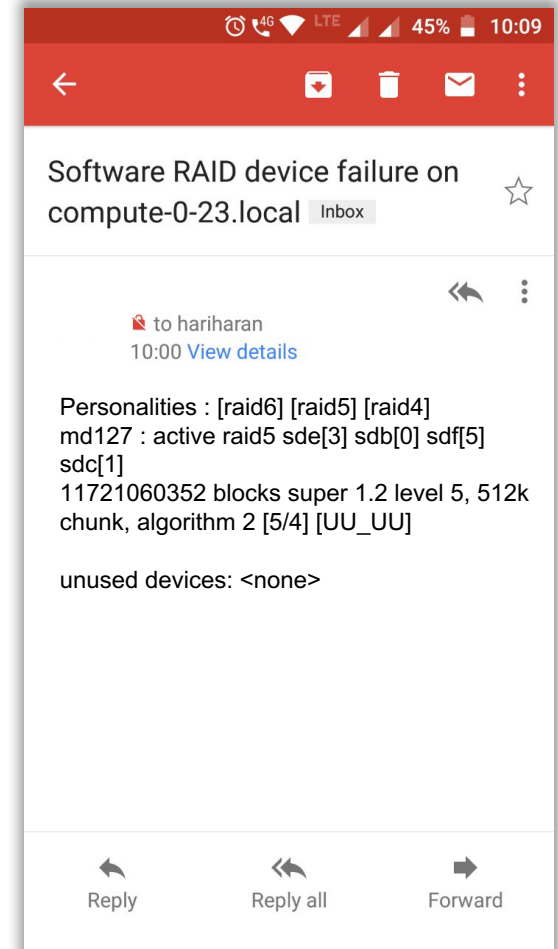 4G LTE 45% 10:09
Software RAID device failure on
compute-0-23.local Inbox
to hariharan
10:00 View details
Personalities : [raid6] [raid5] [raid4]
md127 : active raid5 sde[3] sdb[0] sdf[5]
sdc[1]
11721060352 blocks super 1.2 level 5, 512k
chunk, algorithm 2 [5/4] [UU_UU]
unused devices: <none>
Reply Reply all Forward